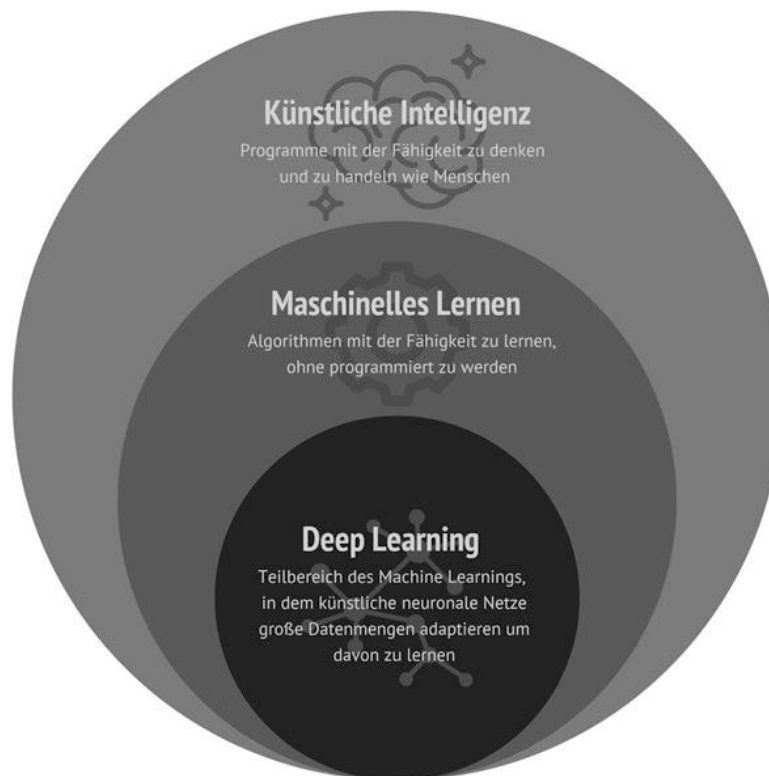 Künstliche Intelligenz
Programme mit der Fähigkeit zu denken
und zu handeln wie Menschen
Maschinelles Lernen
Algorithmen mit der Fähigkeit zu lernen,
ohne programmiert zu werden
Deep Learning
Teilbereich des Machine Learnings,
in dem künstliche neuronale Netze
große Datenmengen adaptieren um
davon zu lernen